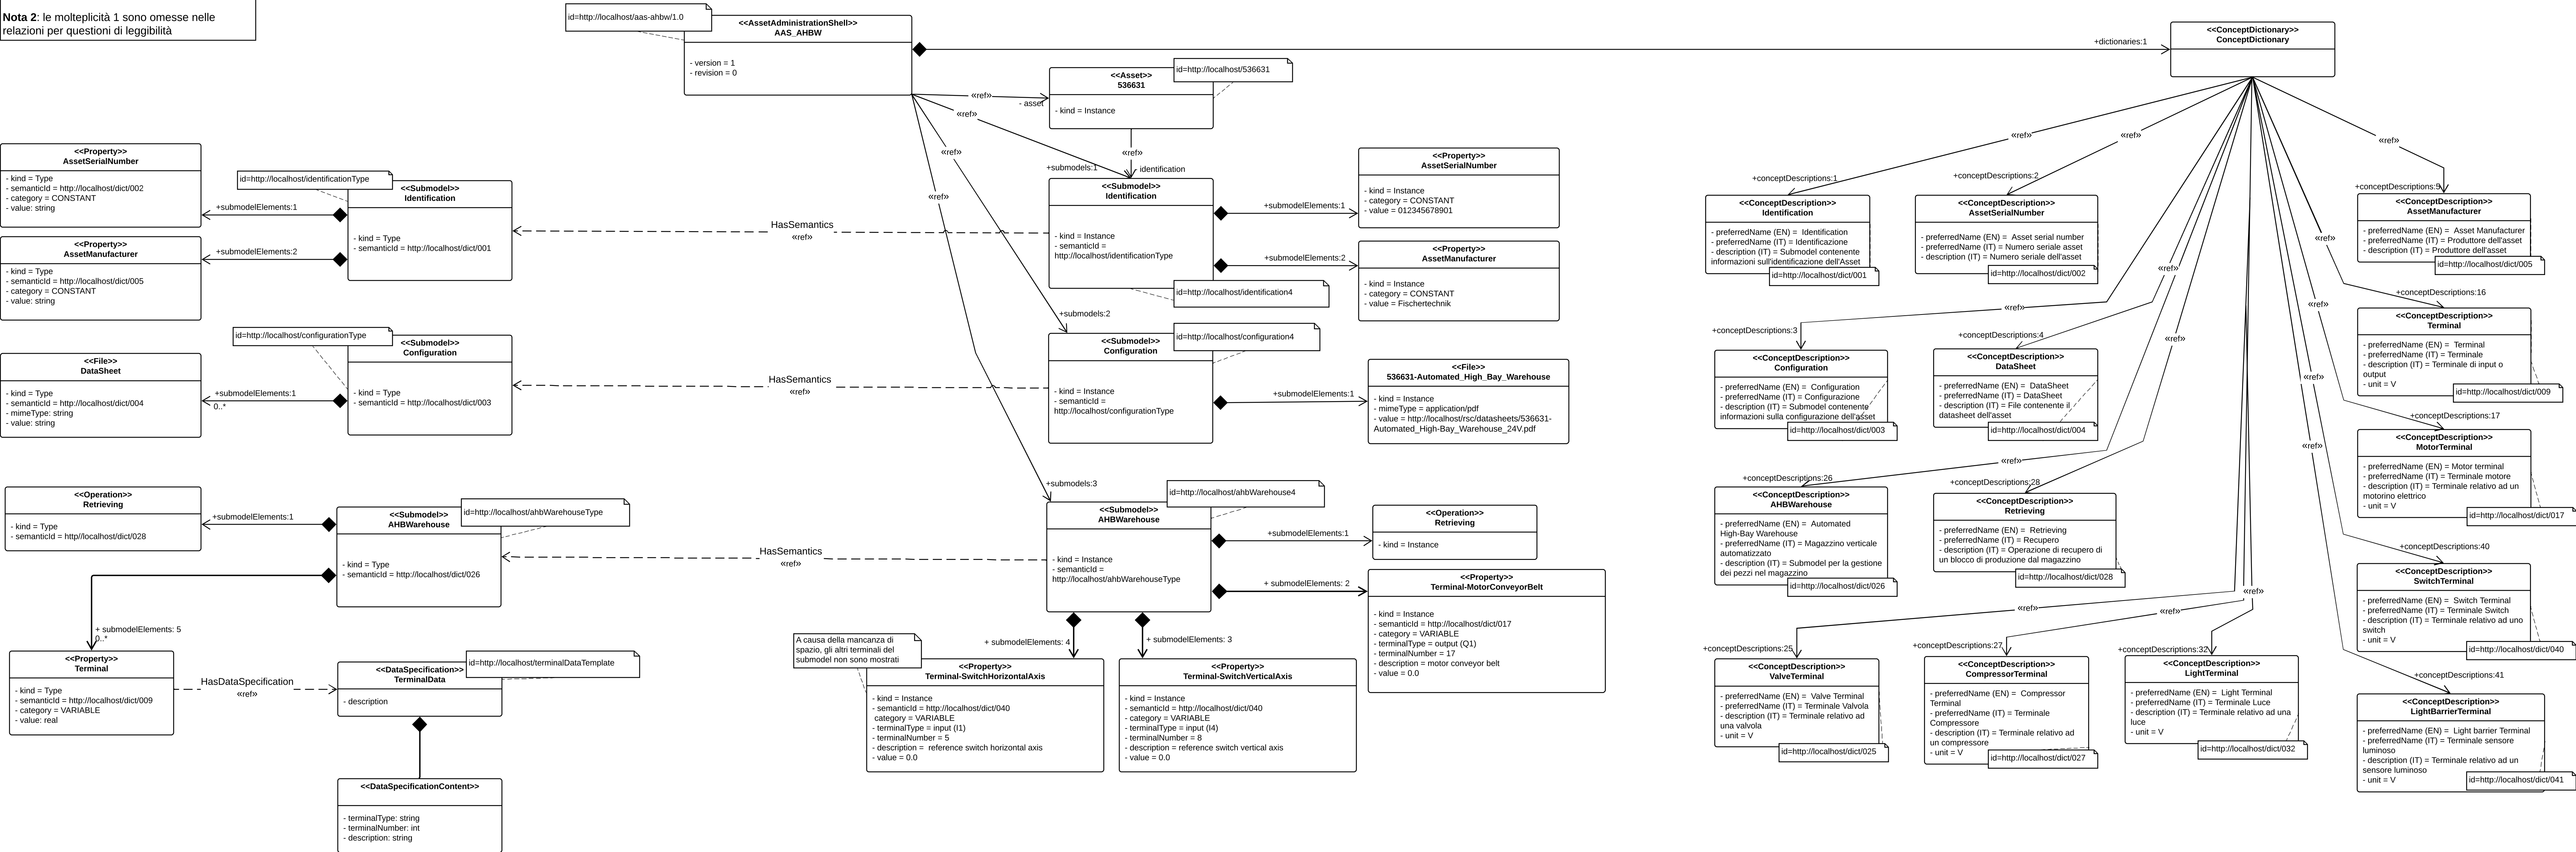 Nota 2: le molteplicità 1 sono omesse nelle
relazioni per questioni di leggibilità
id=http://localhost/aas-ahbw/1.0
<<AssetAdministrationShell>>
AAS_AHBW
- version = 1
- revision = 0
+dictionaries:1
<<ConceptDictionary>>
ConceptDictionary
<<Asset>>
536631
- kind = Instance
id=http://localhost/536631
«ref»
- asset
«ref»
«ref»
«ref»
«ref»
+submodels:1
identification
<<Property>>
AssetSerialNumber
- kind = Type
- semanticId = http://localhost/dict/002
- category = CONSTANT
- value: string
+submodelElements:1
<<Property>>
AssetManufacturer
- kind = Type
- semanticId = http://localhost/dict/005
- category = CONSTANT
- value: string
+submodelElements:2
id=http://localhost/identificationType
<<Submodel>>
Identification
- kind = Type
- semanticId = http://localhost/dict/001
HasSemantics
«ref»
<<Submodel>>
Identification
- kind = Instance
- semanticId =
http://localhost/identificationType
id=http://localhost/identification4
+submodelElements:1
+submodelElements:2
<<Property>>
AssetSerialNumber
- kind = Instance
- category = CONSTANT
- value = 012345678901
<<Property>>
AssetManufacturer
- kind = Instance
- category = CONSTANT
- value = Fischertechnik
+submodels:2
<<File>>
DataSheet
- kind = Type
- semanticId = http://localhost/dict/004
- mimeType: string
- value: string
+submodelElements:1
0..*
id=http://localhost/configurationType
<<Submodel>>
Configuration
- kind = Type
- semanticId = http://localhost/dict/003
HasSemantics
«ref»
<<Submodel>>
Configuration
- kind = Instance
- semanticId =
http://localhost/configurationType
id=http://localhost/configuration4
+submodelElements:1
<<File>>
536631-Automated_High_Bay_Warehouse
- kind = Instance
- mimeType = application/pdf
- value = http://localhost/rsc/datasheets/536631-
Automated_High-Bay_Warehouse_24V.pdf
+submodels:3
<<Operation>>
Retrieving
- kind = Type
- semanticId = http//localhost/dict/028
+submodelElements:1
<<Submodel>>
AHBWarehouse
- kind = Type
- semanticId = http://localhost/dict/026
id=http://localhost/ahbWarehouseType
HasSemantics
«ref»
<<Submodel>>
AHBWarehouse
- kind = Instance
- semanticId =
http://localhost/ahbWarehouseType
id=http://localhost/ahbWarehouse4
+submodelElements:1
<<Operation>>
Retrieving
- kind = Instance
+ submodelElements: 2
<<Property>>
Terminal-MotorConveyorBelt
- kind = Instance
- semanticId = http://localhost/dict/017
- category = VARIABLE
- terminalType = output (Q1)
- terminalNumber = 17
- description = motor conveyor belt
- value = 0.0
+ submodelElements: 5
0..*
<<Property>>
Terminal
- kind = Type
- semanticId = http://localhost/dict/009
- category = VARIABLE
- value: real
HasDataSpecification
«ref»
<<DataSpecification>>
TerminalData
- description
id=http://localhost/terminalDataTemplate
<<DataSpecificationContent>>
- terminalType: string
- terminalNumber: int
- description: string
A causa della mancanza di
spazio, gli altri terminali del
submodel non sono mostrati
+ submodelElements: 4
<<Property>>
Terminal-SwitchHorizontalAxis
- kind = Instance
- semanticId = http://localhost/dict/040
category = VARIABLE
- terminalType = input (I1)
- terminalNumber = 5
- description =  reference switch horizontal axis
- value = 0.0
+ submodelElements: 3
<<Property>>
Terminal-SwitchVerticalAxis
- kind = Instance
- semanticId = http://localhost/dict/040
- category = VARIABLE
- terminalType = input (I4)
- terminalNumber = 8
- description = reference switch vertical axis
- value = 0.0
«ref»
+conceptDescriptions:1
<<ConceptDescription>>
Identification
- preferredName (EN) =  Identification
- preferredName (IT) = Identificazione
- description (IT) = Submodel contenente
informazioni sull'identificazione dell'Asset
id=http://localhost/dict/001
«ref»
+conceptDescriptions:2
<<ConceptDescription>>
AssetSerialNumber
- preferredName (EN) =  Asset serial number
- preferredName (IT) = Numero seriale asset
- description (IT) = Numero seriale dell'asset
id=http://localhost/dict/002
«ref»
+conceptDescriptions:5
<<ConceptDescription>>
AssetManufacturer
- preferredName (EN) =  Asset Manufacturer
- preferredName (IT) = Produttore dell'asset
- description (IT) = Produttore dell'asset
id=http://localhost/dict/005
«ref»
+conceptDescriptions:3
<<ConceptDescription>>
Configuration
- preferredName (EN) =  Configuration
- preferredName (IT) = Configurazione
- description (IT) = Submodel contenente
informazioni sulla configurazione dell'asset
id=http://localhost/dict/003
«ref»
+conceptDescriptions:4
<<ConceptDescription>>
DataSheet
- preferredName (EN) =  DataSheet
- preferredName (IT) = DataSheet
- description (IT) = File contenente il
datasheet dell'asset
id=http://localhost/dict/004
«ref»
+conceptDescriptions:16
<<ConceptDescription>>
Terminal
- preferredName (EN) =  Terminal
- preferredName (IT) = Terminale
- description (IT) = Terminale di input o
output
- unit = V
id=http://localhost/dict/009
«ref»
+conceptDescriptions:17
<<ConceptDescription>>
MotorTerminal
- preferredName (EN) = Motor terminal
- preferredName (IT) = Terminale motore
- description (IT) = Terminale relativo ad un
motorino elettrico
- unit = V
id=http://localhost/dict/017
«ref»
+conceptDescriptions:26
<<ConceptDescription>>
AHBWarehouse
- preferredName (EN) =  Automated
High-Bay Warehouse
- preferredName (IT) = Magazzino verticale
automatizzato
- description (IT) = Submodel per la gestione
dei pezzi nel magazzino
id=http://localhost/dict/026
«ref»
+conceptDescriptions:28
<<ConceptDescription>>
Retrieving
- preferredName (EN) = Retrieving
- preferredName (IT) = Recupero
- description (IT) = Operazione di recupero di
un blocco di produzione dal magazzino
id=http://localhost/dict/028
«ref»
+conceptDescriptions:40
<<ConceptDescription>>
SwitchTerminal
- preferredName (EN) =  Switch Terminal
- preferredName (IT) = Terminale Switch
- description (IT) = Terminale relativo ad uno
switch
- unit = V
id=http://localhost/dict/040
«ref»
+conceptDescriptions:25
<<ConceptDescription>>
ValveTerminal
- preferredName (EN) =  Valve Terminal
- preferredName (IT) = Terminale Valvola
- description (IT) = Terminale relativo ad
una valvola
- unit = V
id=http://localhost/dict/025
«ref»
+conceptDescriptions:27
<<ConceptDescription>>
CompressorTerminal
- preferredName (EN) =  Compressor
Terminal
- preferredName (IT) = Terminale
Compressore
- description (IT) = Terminale relativo ad
un compressore
- unit = V
id=http://localhost/dict/027
«ref»
+conceptDescriptions:32
<<ConceptDescription>>
LightTerminal
- preferredName (EN) =  Light Terminal
- preferredName (IT) = Terminale Luce
- description (IT) = Terminale relativo ad una
luce
- unit = V
id=http://localhost/dict/032
«ref»
+conceptDescriptions:41
<<ConceptDescription>>
LightBarrierTerminal
- preferredName (EN) =  Light barrier Terminal
- preferredName (IT) = Terminale sensore
luminoso
- description (IT) = Terminale relativo ad un
sensore luminoso
- unit = V
id=http://localhost/dict/041